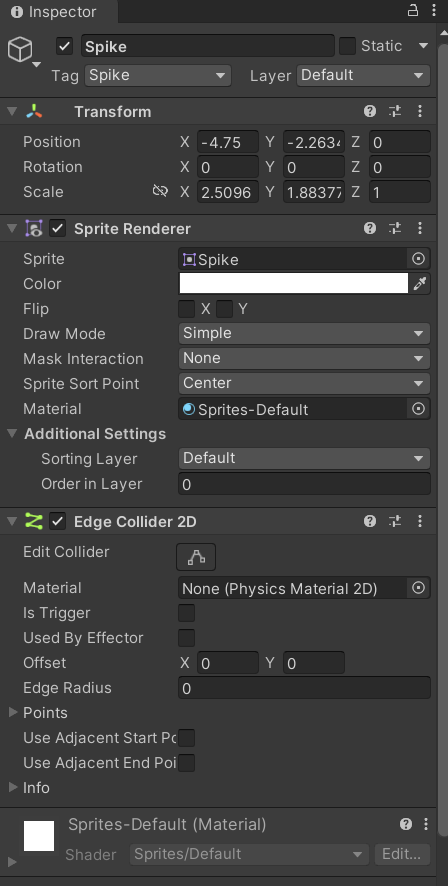 Inspector
Spike Static
Tag Spike Layer Default
Transform
Position X -4.75 Y -2.2634 Z 0
Rotation X 0 Y 0 Z 0
Scale X 2.5096 Y 1.88377 Z 1
Sprite Renderer
Sprite Spike
Color
Flip X Y
Draw Mode Simple
Mask Interaction None
Sprite Sort Point Center
Material Sprites-Default
Additional Settings
Sorting Layer Default
Order in Layer 0
Edge Collider 2D
Edit Collider
Material None (Physics Material 2D)
Is Trigger
Used By Effector
Offset X 0 Y 0
Edge Radius 0
Points
Use Adjacent Start Po
Use Adjacent End Poi
Info
Sprites-Default (Material)
Shader Sprites/Default Edit...